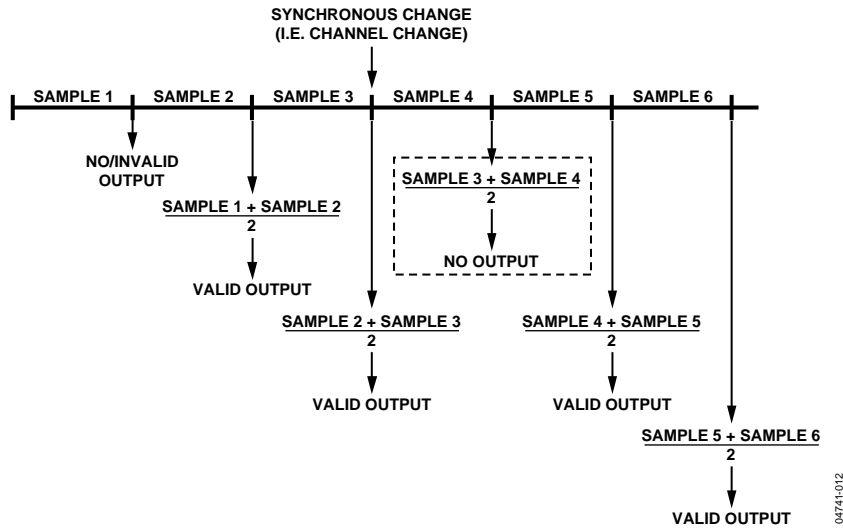 SYNCHRONOUS CHANGE
(I.E. CHANNEL CHANGE)
SAMPLE 1
SAMPLE 2
SAMPLE 3
SAMPLE 4
SAMPLE 5
SAMPLE 6
NO/INVALID
OUTPUT
SAMPLE 1 + SAMPLE 2
2
VALID OUTPUT
SAMPLE 3 + SAMPLE 4
2
NO OUTPUT
SAMPLE 2 + SAMPLE 3
2
VALID OUTPUT
SAMPLE 4 + SAMPLE 5
2
VALID OUTPUT
SAMPLE 5 + SAMPLE 6
2
VALID OUTPUT
04741-012